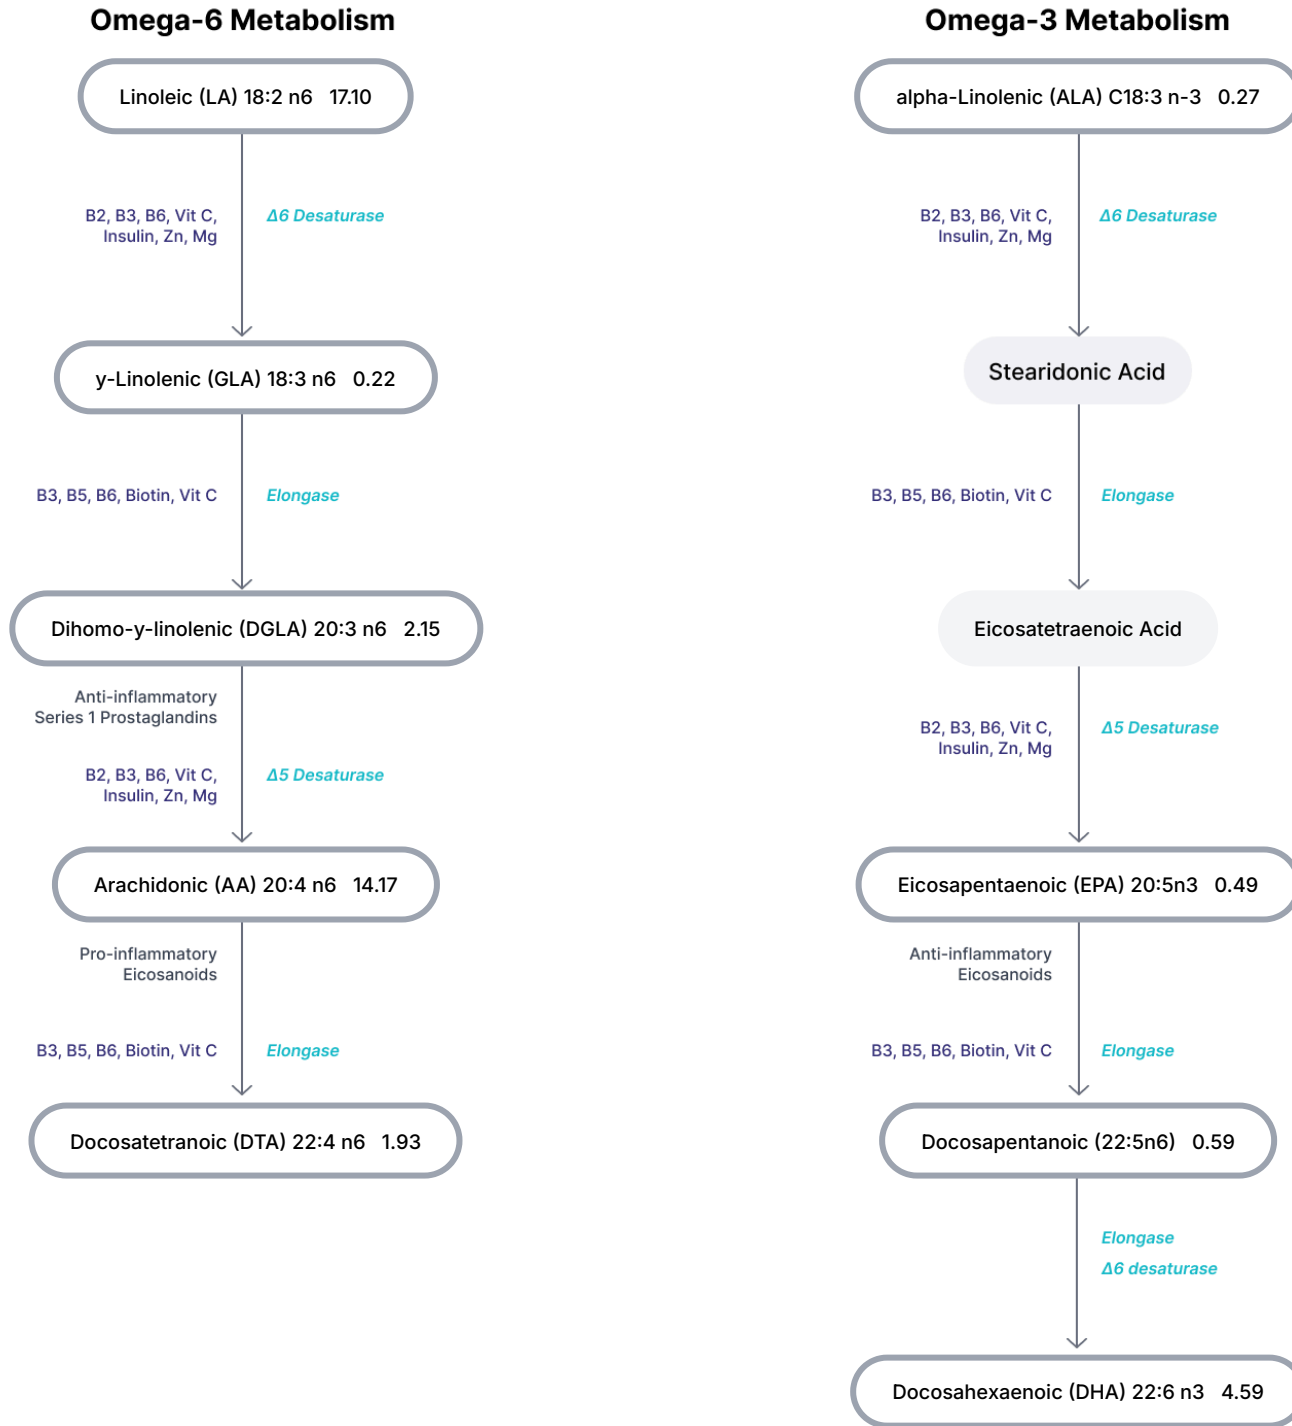 Omega-6 Metabolism
Linoleic (LA) 18:2 n6 17.10
B2, B3, B6, Vit C,
Insulin, Zn, Mg
Δ6 Desaturase
y-Linolenic (GLA) 18:3 n6 0.22
B3, B5, B6, Biotin, Vit C
Elongase
Dihomo-y-linolenic (DGLA) 20:3 n6 2.15
Anti-inflammatory
Series 1 Prostaglandins
B2, B3, B6, Vit C,
Insulin, Zn, Mg
Δ5 Desaturase
Arachidonic (AA) 20:4 n6 14.17
Pro-inflammatory
Eicosanoids
B3, B5, B6, Biotin, Vit C
Elongase
Docosatetranoic (DTA) 22:4 n6 1.93
Omega-3 Metabolism
alpha-Linolenic (ALA) C18:3 n-3 0.27
B2, B3, B6, Vit C,
Insulin, Zn, Mg
Δ6 Desaturase
Stearidonic Acid
B3, B5, B6, Biotin, Vit C
Elongase
Eicosatetraenoic Acid
B2, B3, B6, Vit C,
Insulin, Zn, Mg
Δ5 Desaturase
Eicosapentaenoic (EPA) 20:5n3 0.49
Anti-inflammatory
Eicosanoids
B3, B5, B6, Biotin, Vit C
Elongase
Docosapentanoic (22:5n6) 0.59
Elongase
Δ6 desaturase
Docosahexaenoic (DHA) 22:6 n3 4.59